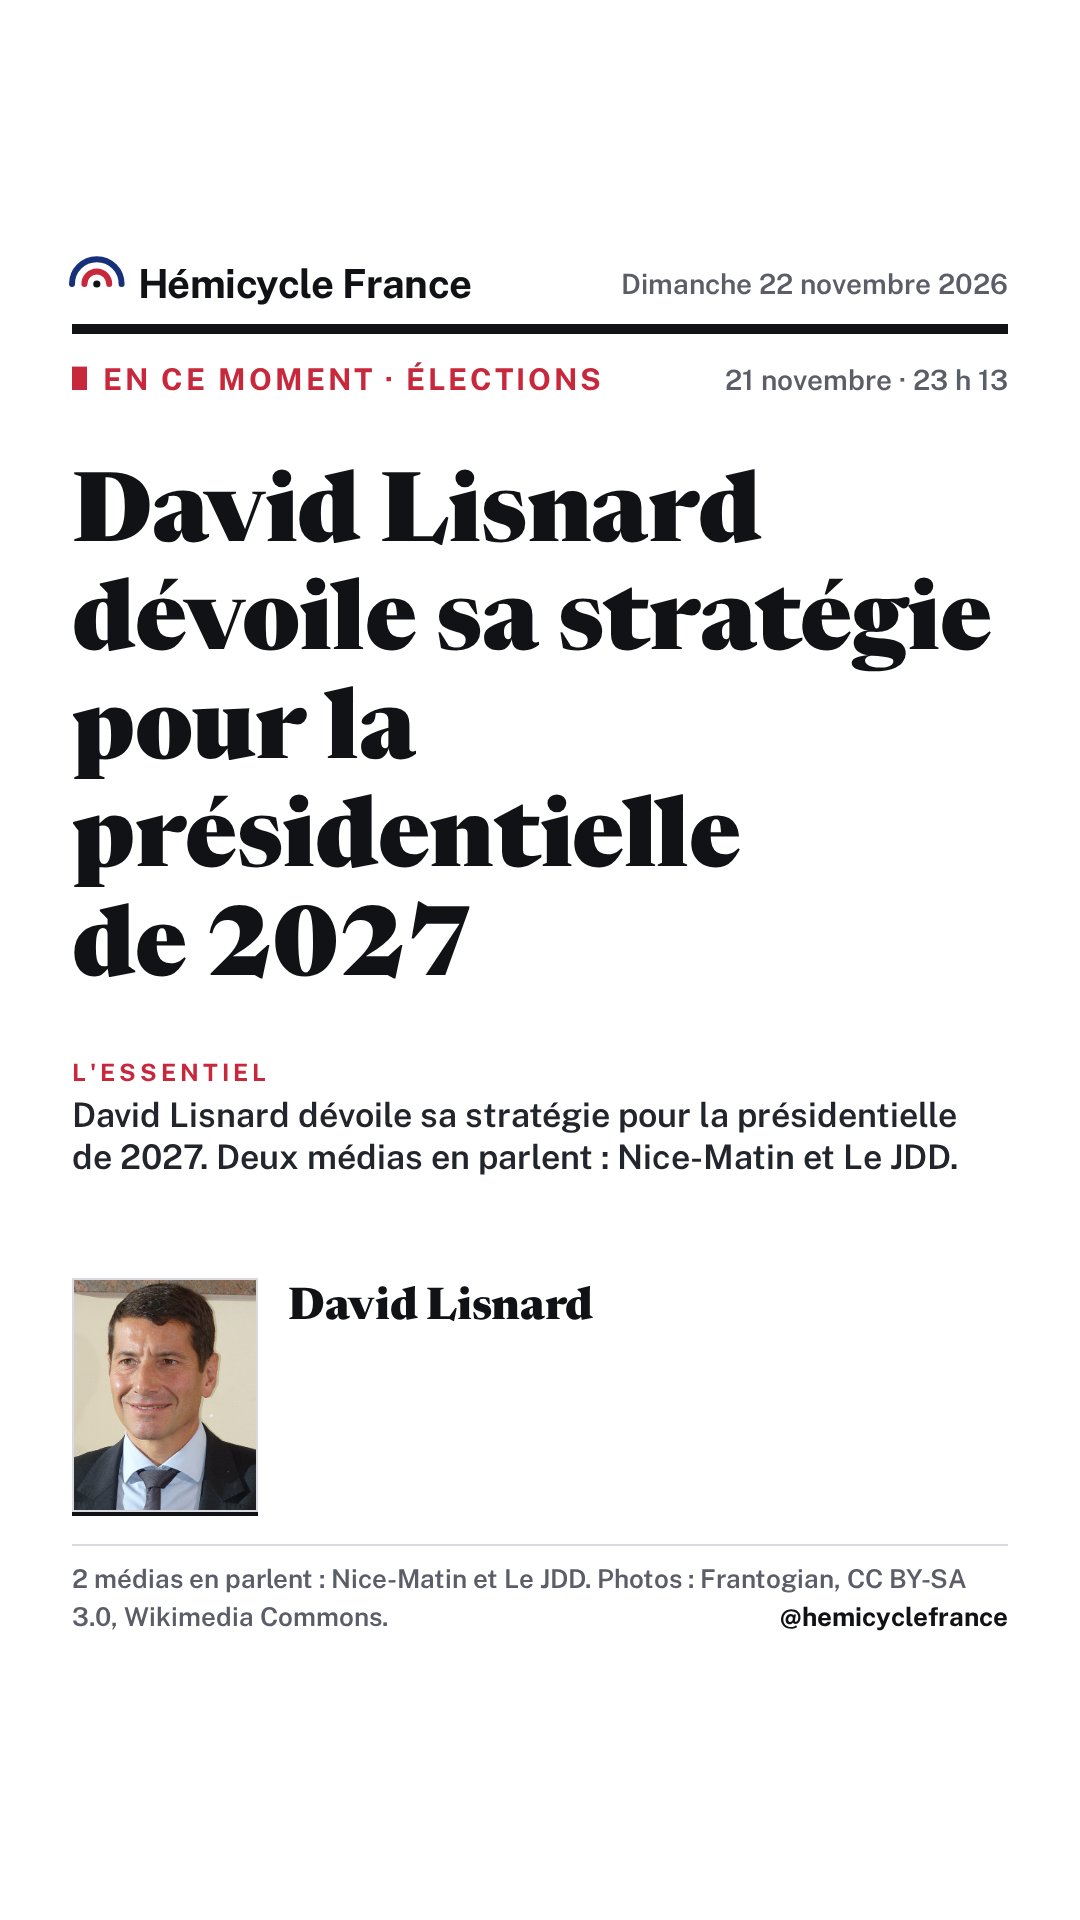 Hémicycle France
Dimanche 22 novembre 2026
EN CE MOMENT · ÉLECTIONS
21 novembre · 23 h 13
David Lisnard
dévoile sa stratégie
pour la
présidentielle
de 2027
L'ESSENTIEL
David Lisnard dévoile sa stratégie pour la présidentielle
de 2027. Deux médias en parlent : Nice-Matin et Le JDD.
David Lisnard
2 médias en parlent : Nice-Matin et Le JDD. Photos : Frantogian, CC BY-SA
3.0, Wikimedia Commons.
@hemicyclefrance